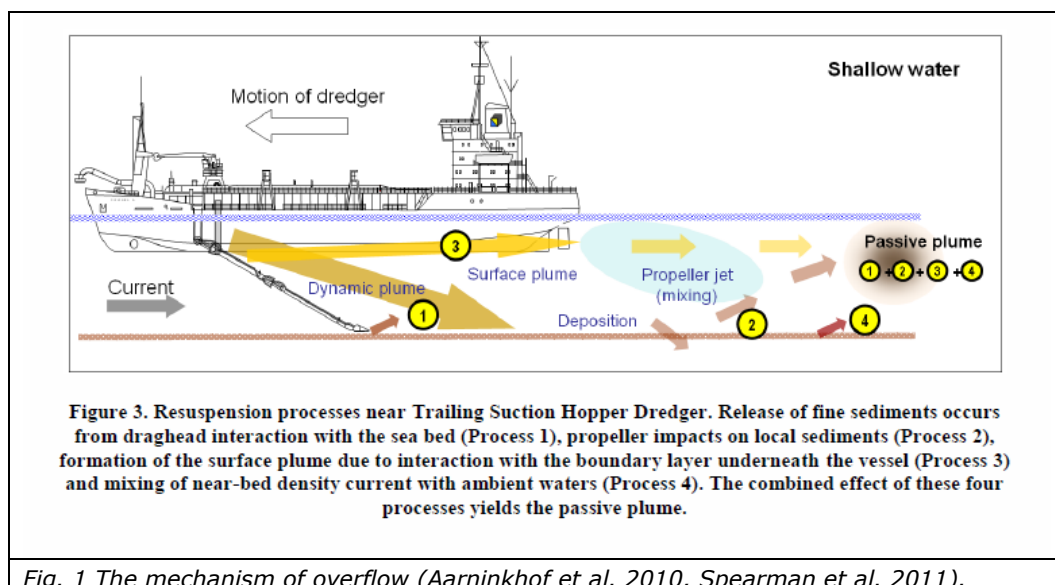 Shallow water
Motion of dredger
3
Passive plume
Surface plume
Propeller jet
(mixing)
1 + 2 + 3 + 4
Current
Dynamic plume
1
Deposition
2
4
Figure 3. Resuspension processes near Trailing Suction Hopper Dredger. Release of fine sediments occurs
from draghead interaction with the sea bed (Process 1), propeller impacts on local sediments (Process 2),
formation of the surface plume due to interaction with the boundary layer underneath the vessel (Process 3)
and mixing of near-bed density current with ambient waters (Process 4). The combined effect of these four
processes yields the passive plume.
Fig. 1 The mechanism of overflow (Aarninkhof et al. 2010, Spearman et al. 2011).